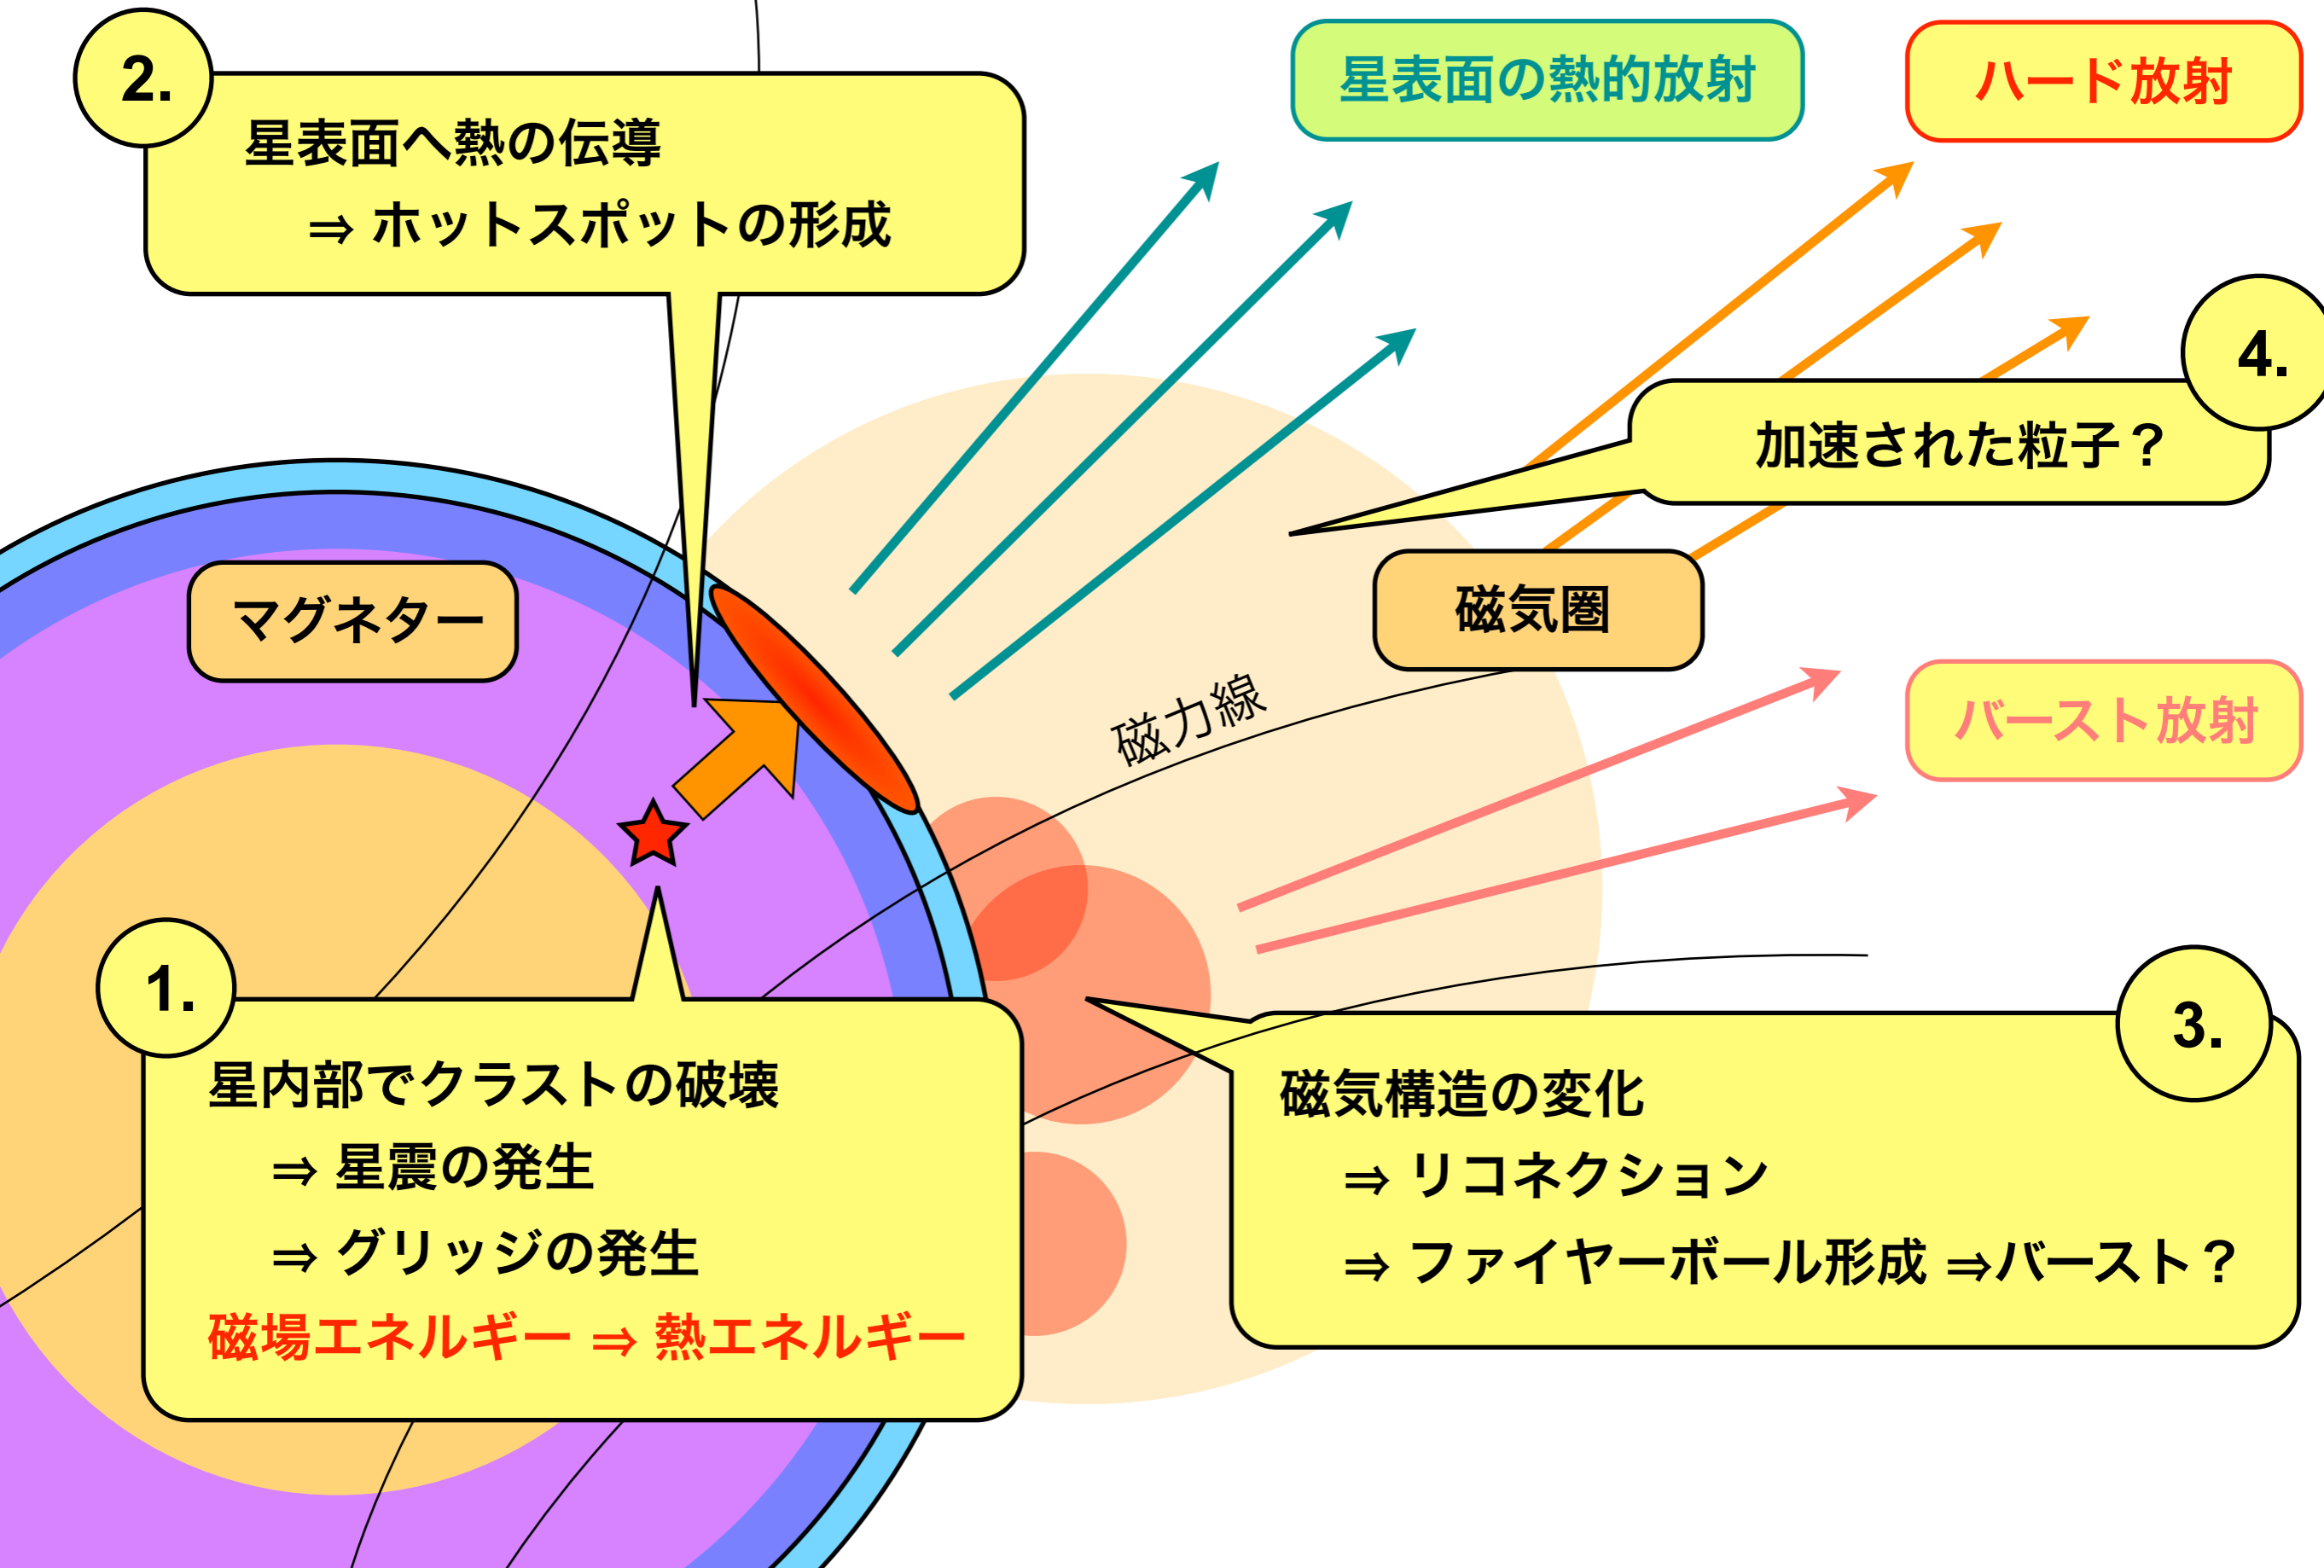 2.
星表面へ熱の伝導
⇒ ホットスポットの形成
星表面の熱的放射
ハード放射
4.
加速された粒子？
マグネター
磁気圏
磁力線
バースト放射
1.
星内部でクラストの破壊
⇒ 星震の発生
⇒ グリッジの発生
磁場エネルギー ⇒ 熱エネルギー
3.
磁気構造の変化
⇒ リコネクション
⇒ ファイヤーボール形成 ⇒バースト？